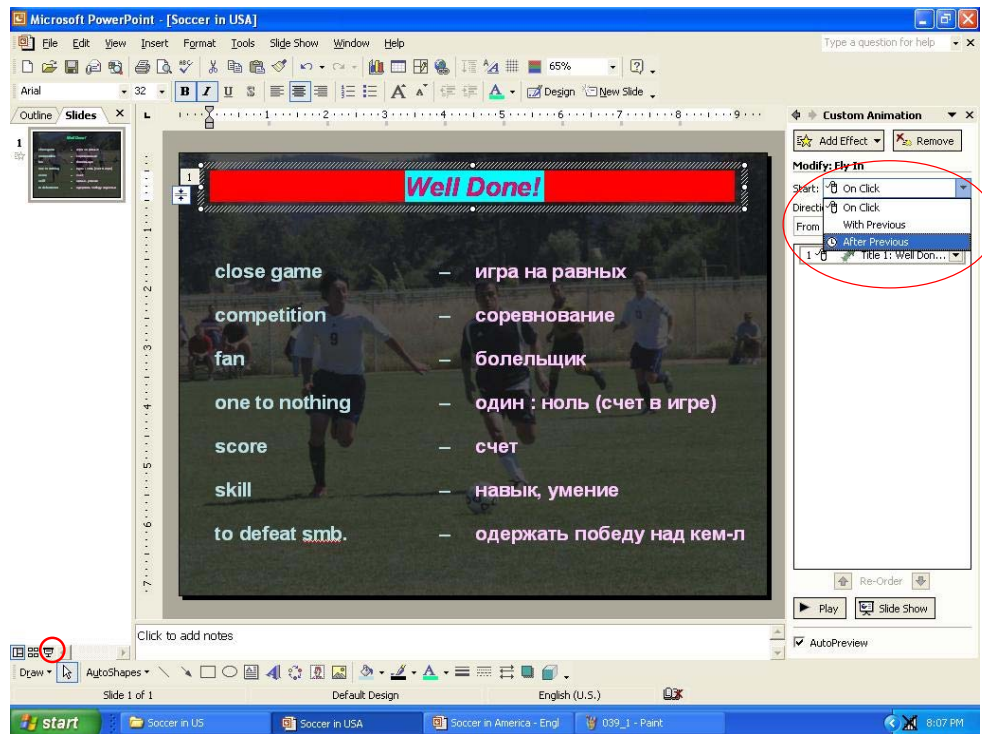 Microsoft PowerPoint - [Soccer in USA]
File Edit View Insert Format Tools Slide Show Window Help
Type a question for help
65%
Arial 32 B I U S A A A Design New Slide
Outline Slides
1
Custom Animation
Add Effect Remove
Modify: Fly In
Start: On Click
Directi
On Click
From With Previous
After Previous
1 Title 1: Well Don...
1
Well Done!
close game – игра на равных
competition – соревнование
fan – болельщик
one to nothing – один : ноль (счет в игре)
score – счет
skill – навык, умение
to defeat smb. – одержать победу над кем-л
Re-Order
Play Slide Show
AutoPreview
Click to add notes
Draw AutoShapes
Slide 1 of 1 Default Design English (U.S.)
start Soccer in US Soccer in USA Soccer in America - Engl 039_1 - Paint 8:07 PM